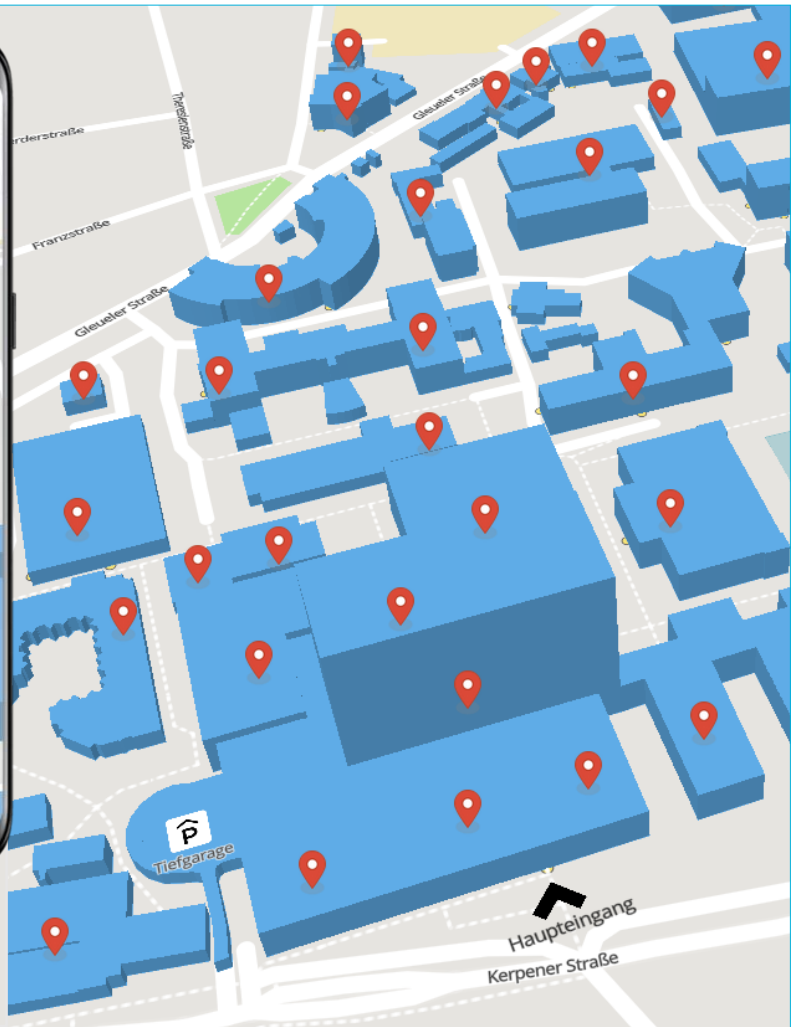 Gleueler Straße
Theresienstraße
rderstraße
Franzstraße
Gleueler Straße
P
Tiefgarage
Haupteingang
Kerpener Straße